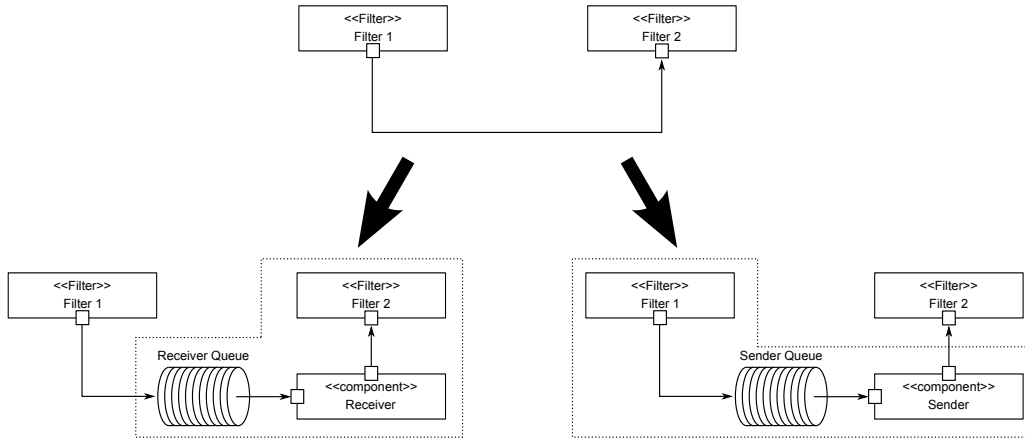 <<Filter>>
Filter 1
<<Filter>>
Filter 2
<<Filter>>
Filter 1
<<Filter>>
Filter 2
Receiver Queue
<<component>>
Receiver
<<Filter>>
Filter 1
<<Filter>>
Filter 2
Sender Queue
<<component>>
Sender